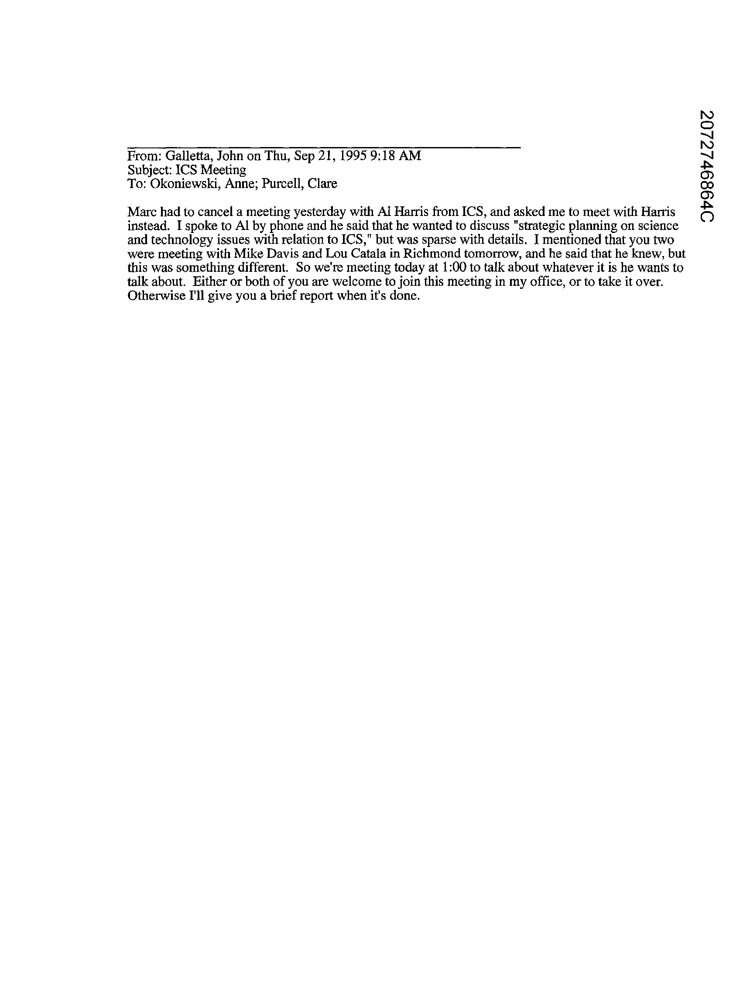 From: Galletta, John on Thu, Sep 21, 1995 9:18 AM
Subject: ICS Meeting
To: Okoniewski, Anne; Purcell, Clare
Marc had to cancel a meeting yesterday with Al Harris from ICS, and asked me to meet with Harris
instead. I spoke to Al by phone and he said that he wanted to discuss "strategic planning on science
and technology issues with relation to ICS," but was sparse with details. I mentioned that you two
were meeting with Mike Davis and Lou Catala in Richmond tomorrow, and he said that he knew, but
this was something different. So we're meeting today at 1:00 to talk about whatever it is he wants to
talk about. Either or both of you are welcome to join this meeting in my office, or to take it over.
Otherwise I'll give you a brief report when it's done.
2072746864C